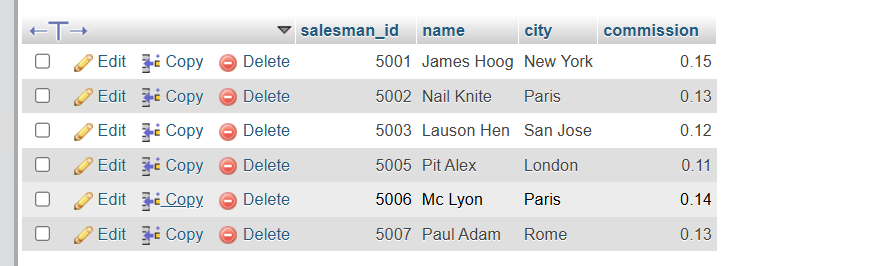 salesman_id name city commission
Edit Copy Delete 5001 James Hoog New York 0.15
Edit Copy Delete 5002 Nail Knite Paris 0.13
Edit Copy Delete 5003 Lauson Hen San Jose 0.12
Edit Copy Delete 5005 Pit Alex London 0.11
Edit Copy Delete 5006 Mc Lyon Paris 0.14
Edit Copy Delete 5007 Paul Adam Rome 0.13